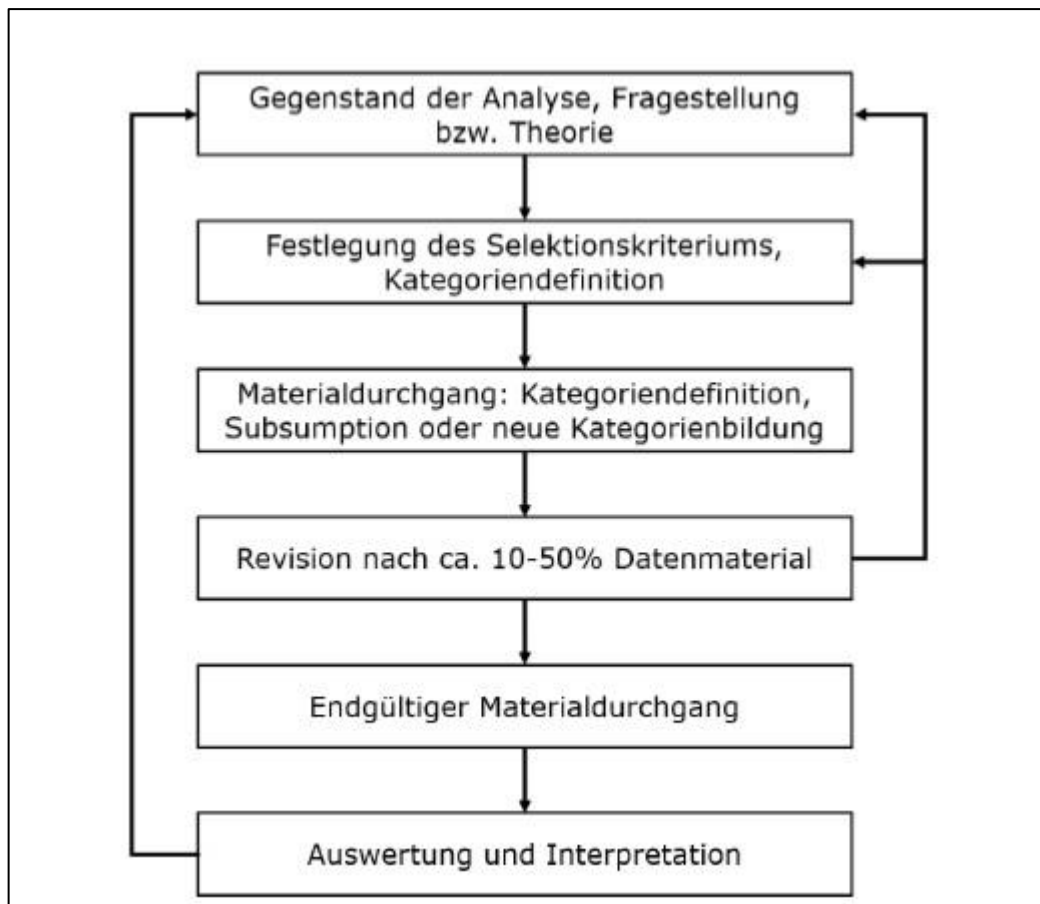 Gegenstand der Analyse, Fragestellung
bzw. Theorie
Festlegung des Selektionskriteriums,
Kategoriendefinition
Materialdurchgang: Kategoriendefinition,
Subsumption oder neue Kategorienbildung
Revision nach ca. 10-50% Datenmaterial
Endgültiger Materialdurchgang
Auswertung und Interpretation